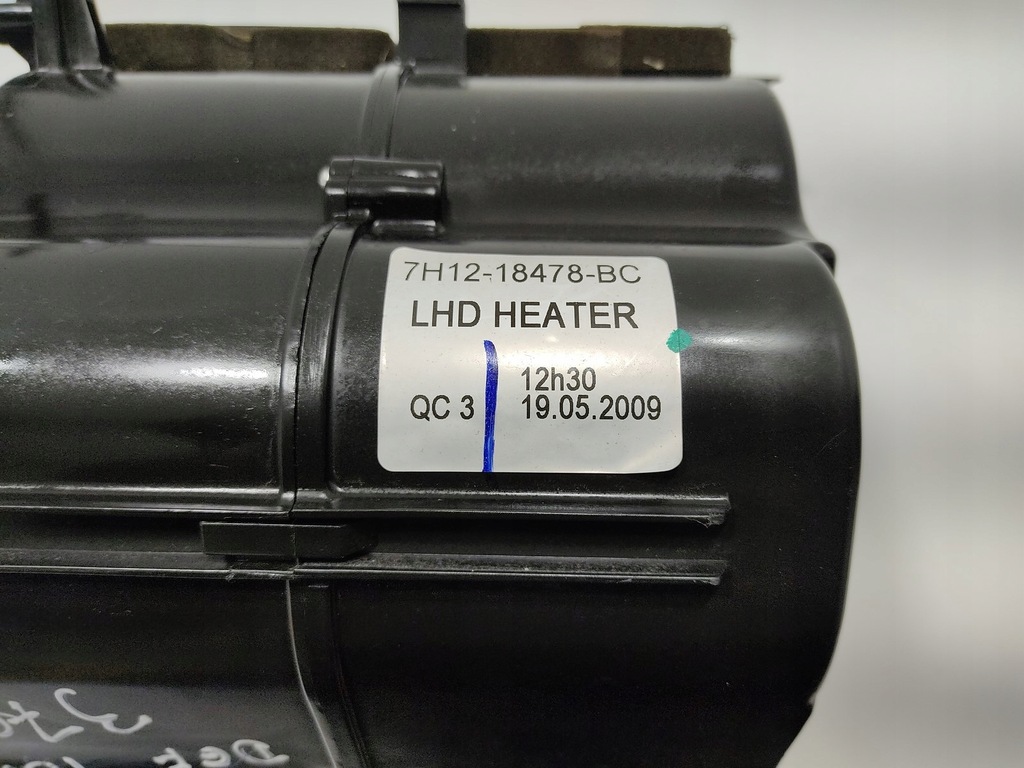 7H12-18478-BC
LHD HEATER
12h30
QC 3 19.05.2009